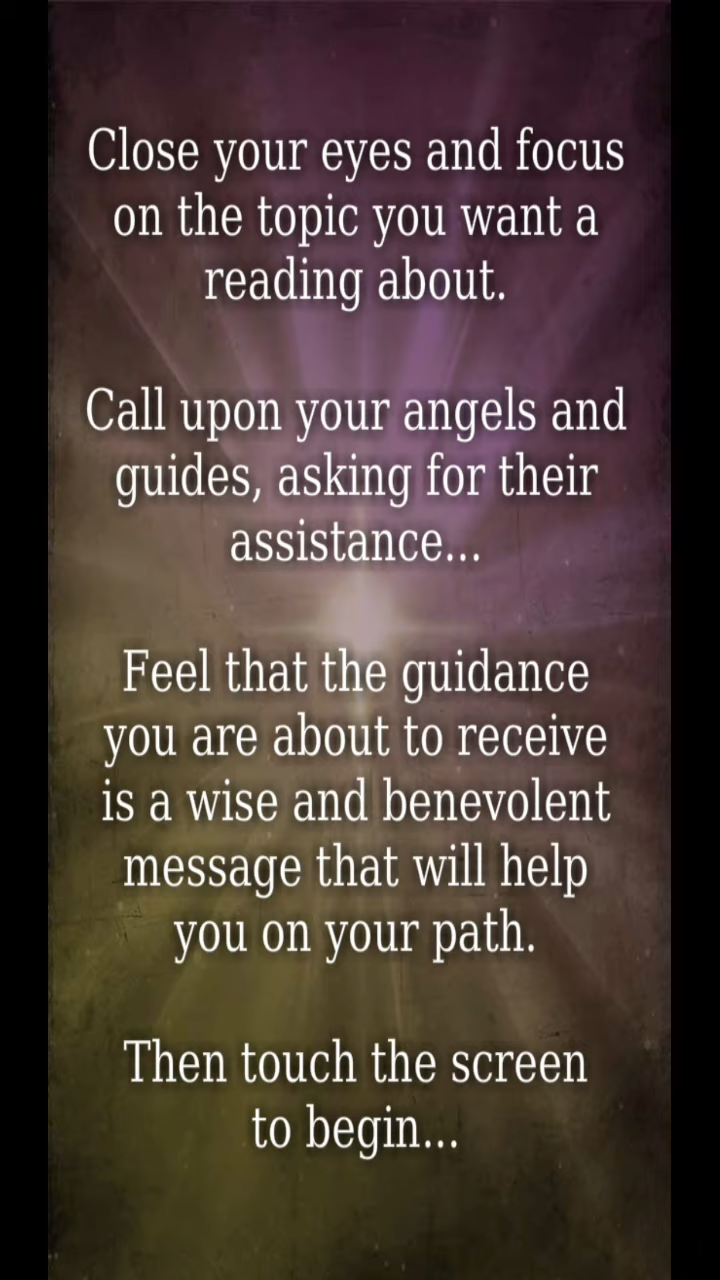 Close your eyes and focus
on the topic you want a
reading about.
Call upon your angels and
guides, asking for their
assistance...
Feel that the guidance
you are about to receive
is a wise and benevolent
message that will help
you on your path.
Then touch the screen
to begin...